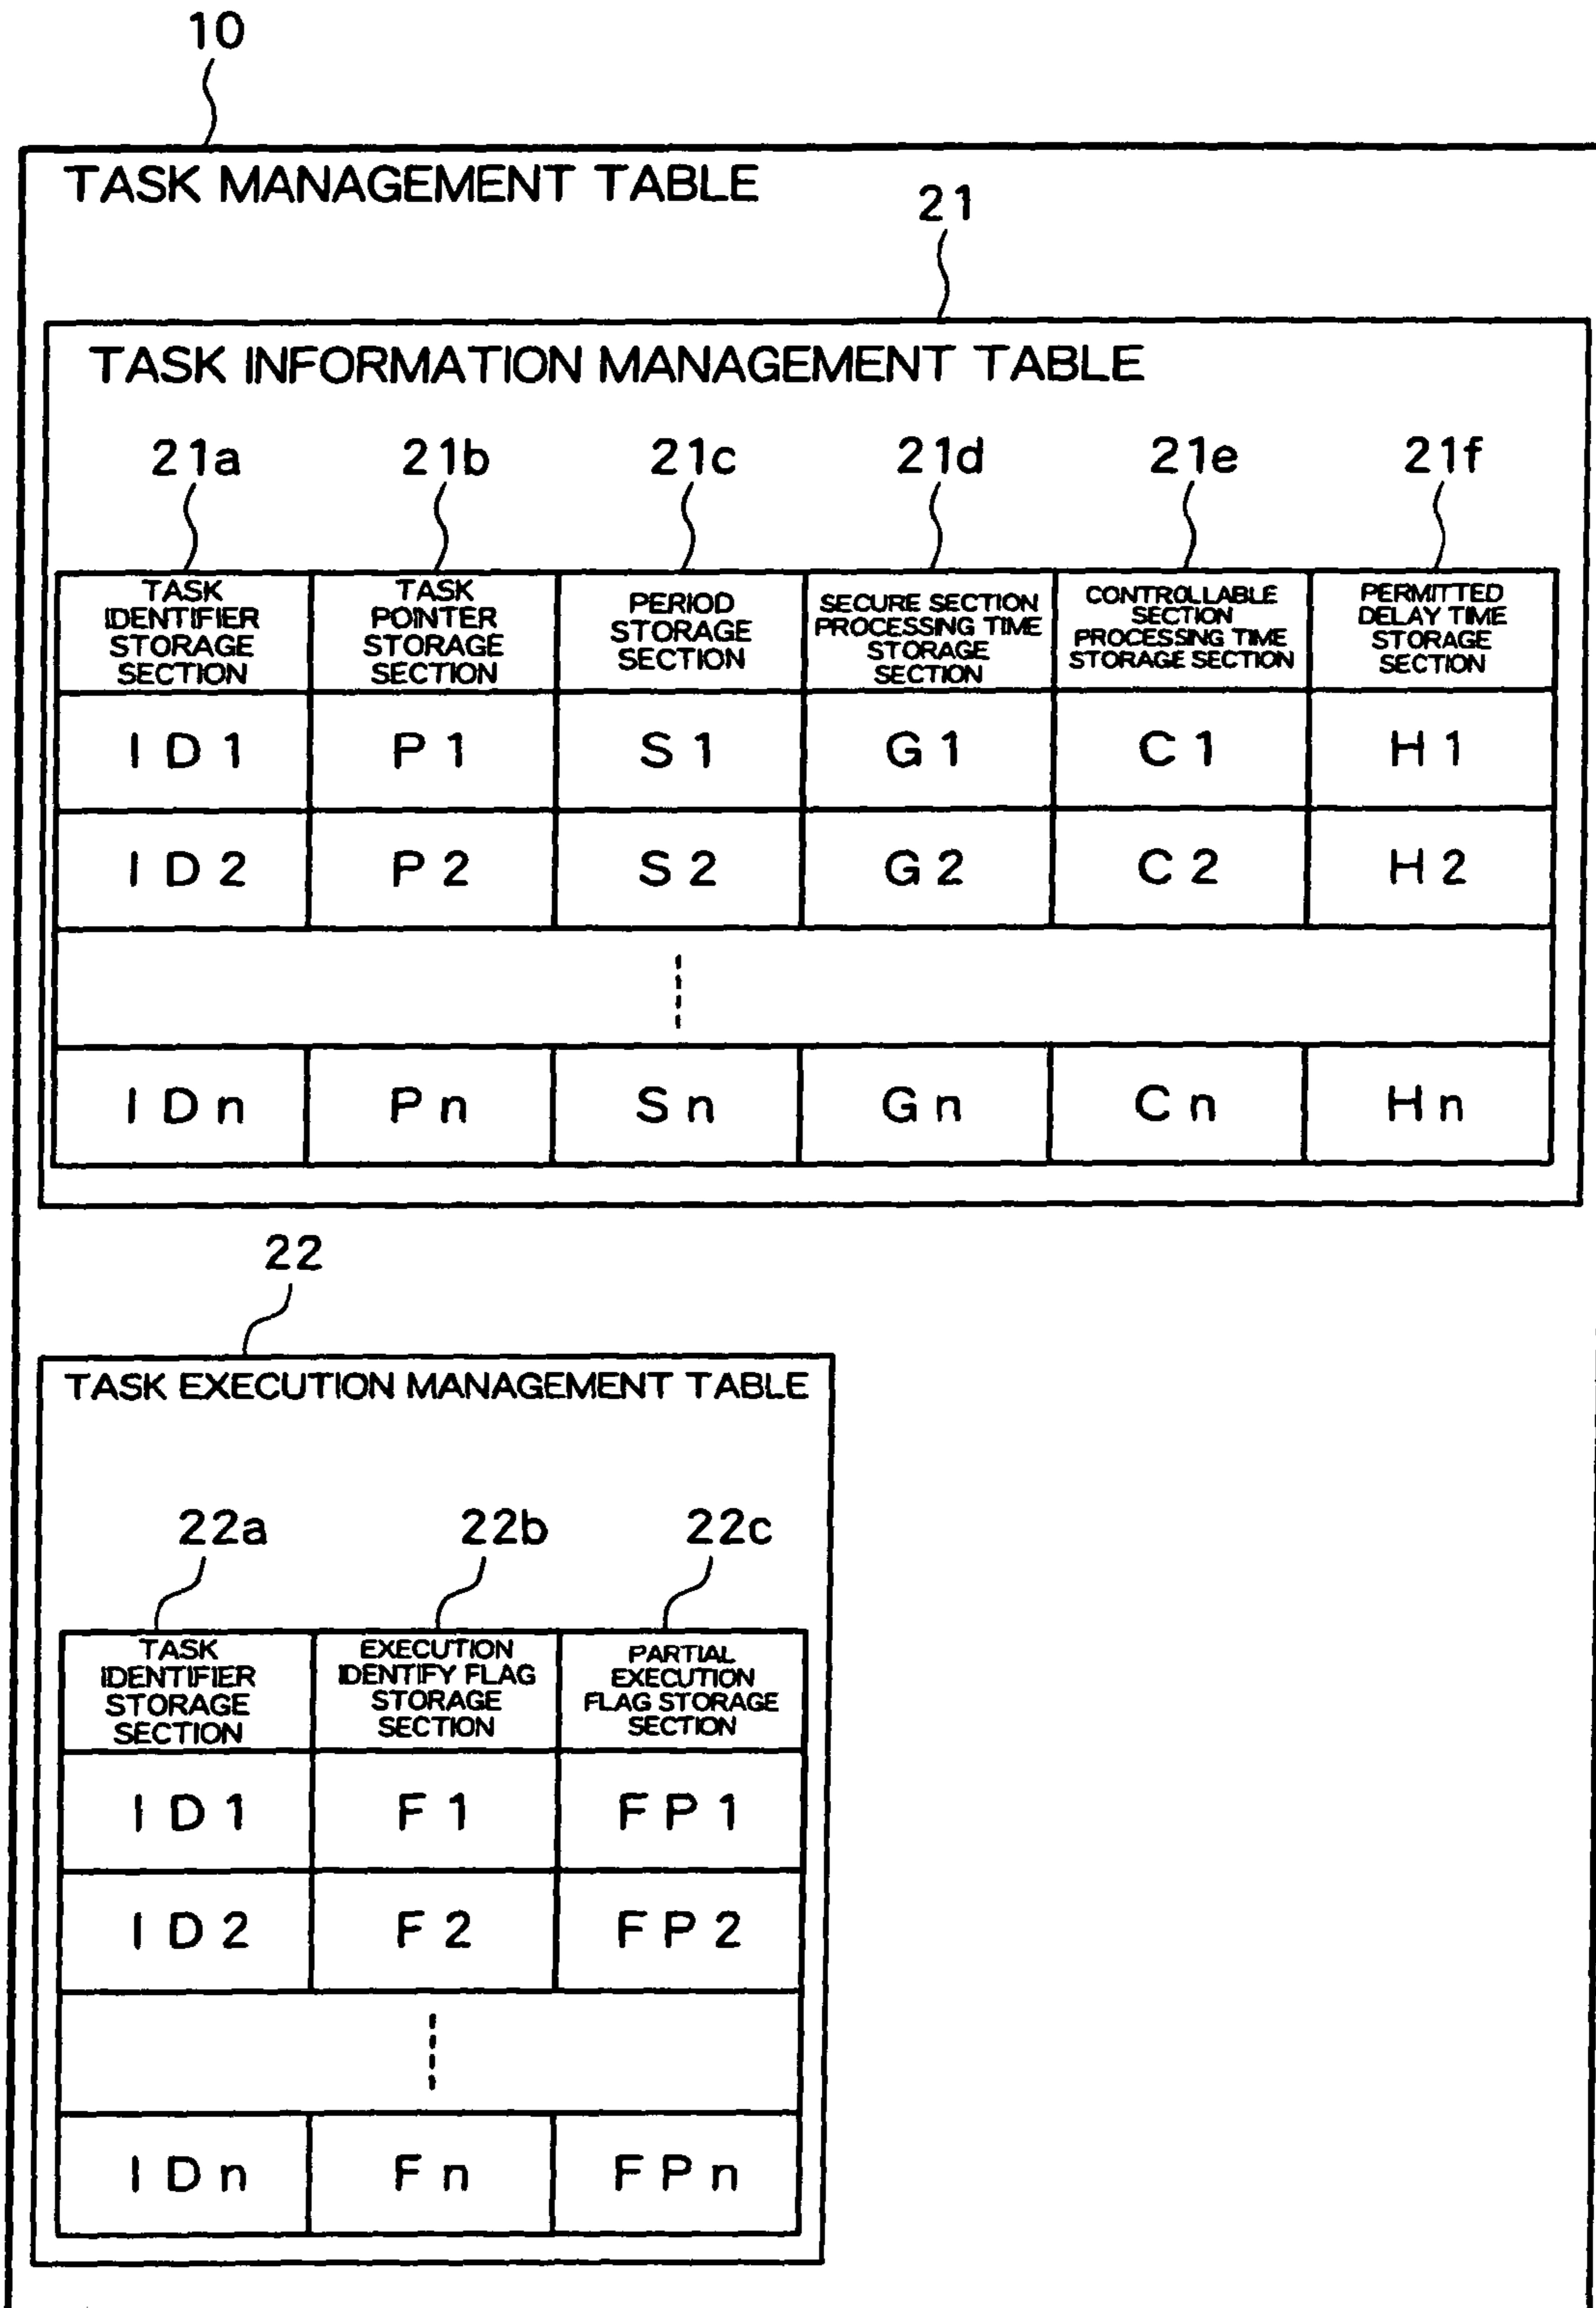 10
TASK MANAGEMENT TABLE
21
TASK INFORMATION MANAGEMENT TABLE
21a 21b 21c 21d 21e 21f
TASK IDENTIFIER STORAGE SECTION
TASK POINTER STORAGE SECTION
PERIOD STORAGE SECTION
SECURE SECTION PROCESSING TIME STORAGE SECTION
CONTROLLABLE SECTION PROCESSING TIME STORAGE SECTION
PERMITTED DELAY TIME STORAGE SECTION
ID1 P1 S1 G1 C1 H1
ID2 P2 S2 G2 C2 H2
IDn Pn Sn Gn Cn Hn
22
TASK EXECUTION MANAGEMENT TABLE
22a 22b 22c
TASK IDENTIFIER STORAGE SECTION
EXECUTION IDENTIFY FLAG STORAGE SECTION
PARTIAL EXECUTION FLAG STORAGE SECTION
ID1 F1 FP1
ID2 F2 FP2
IDn Fn FPn